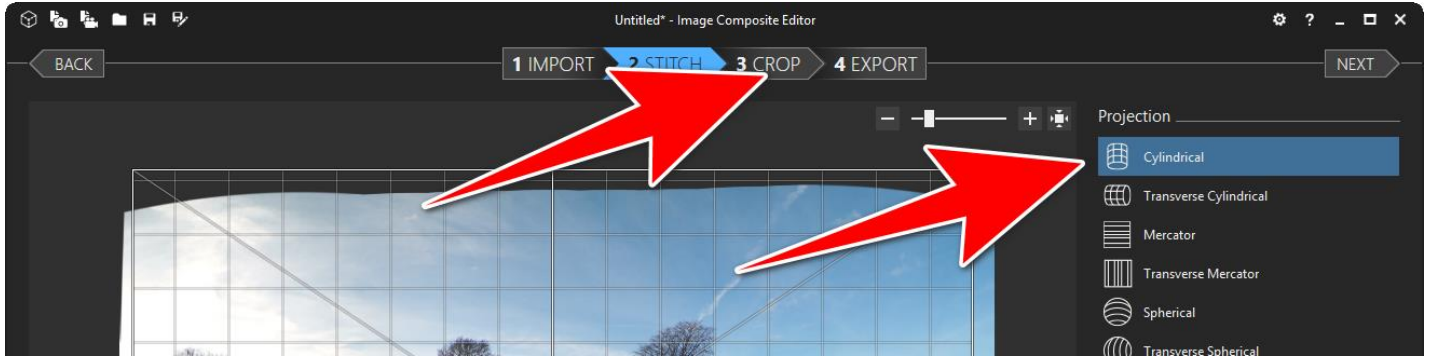 Untitled* - Image Composite Editor
BACK
1 IMPORT
2 STITCH
3 CROP
4 EXPORT
NEXT
Projection
Cylindrical
Transverse Cylindrical
Mercator
Transverse Mercator
Spherical
Transverse Spherical